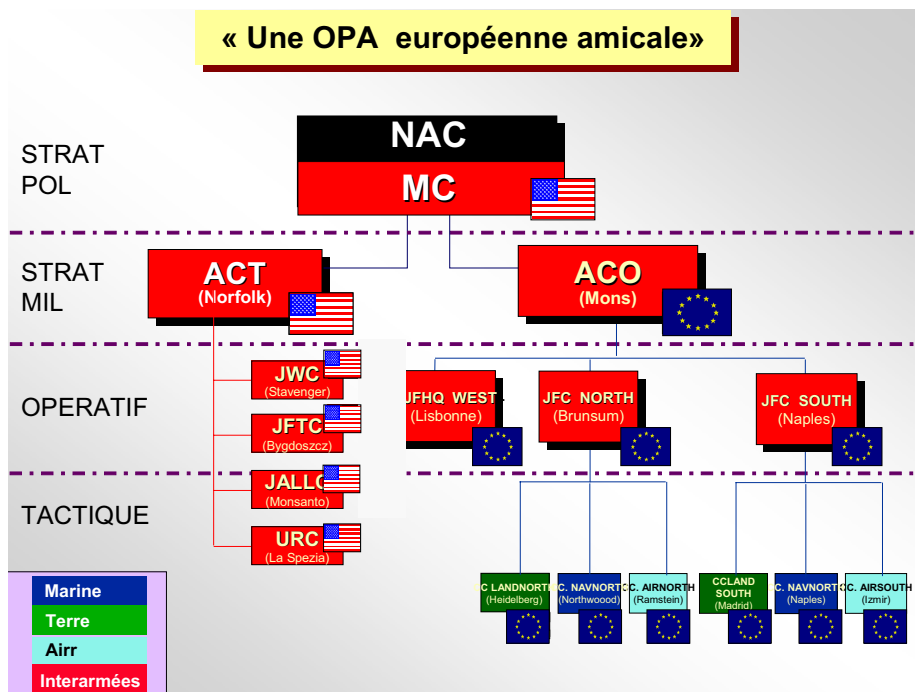 « Une OPA  européenne amicale»
STRAT
POL
NAC
MC
STRAT
MIL
ACT
(Norfolk)
ACO
(Mons)
OPERATIF
JWC
(Stavenger)
JFTC
(Bygdoszcz)
JFHQ WEST
(Lisbonne)
JFC NORTH
(Brunsum)
JFC SOUTH
(Naples)
TACTIQUE
JALLC
(Monsanto)
URC
(La Spezia)
C LANDNORTH
(Heidelberg)
C. NAVNORTH
(Northwoood)
CC. AIRNORTH
(Ramstein)
CCLAND
SOUTH
(Madrid)
C. NAVNORTH
(Naples)
CC. AIRSOUTH
(Izmir)
Marine
Terre
Airr
Interarmées